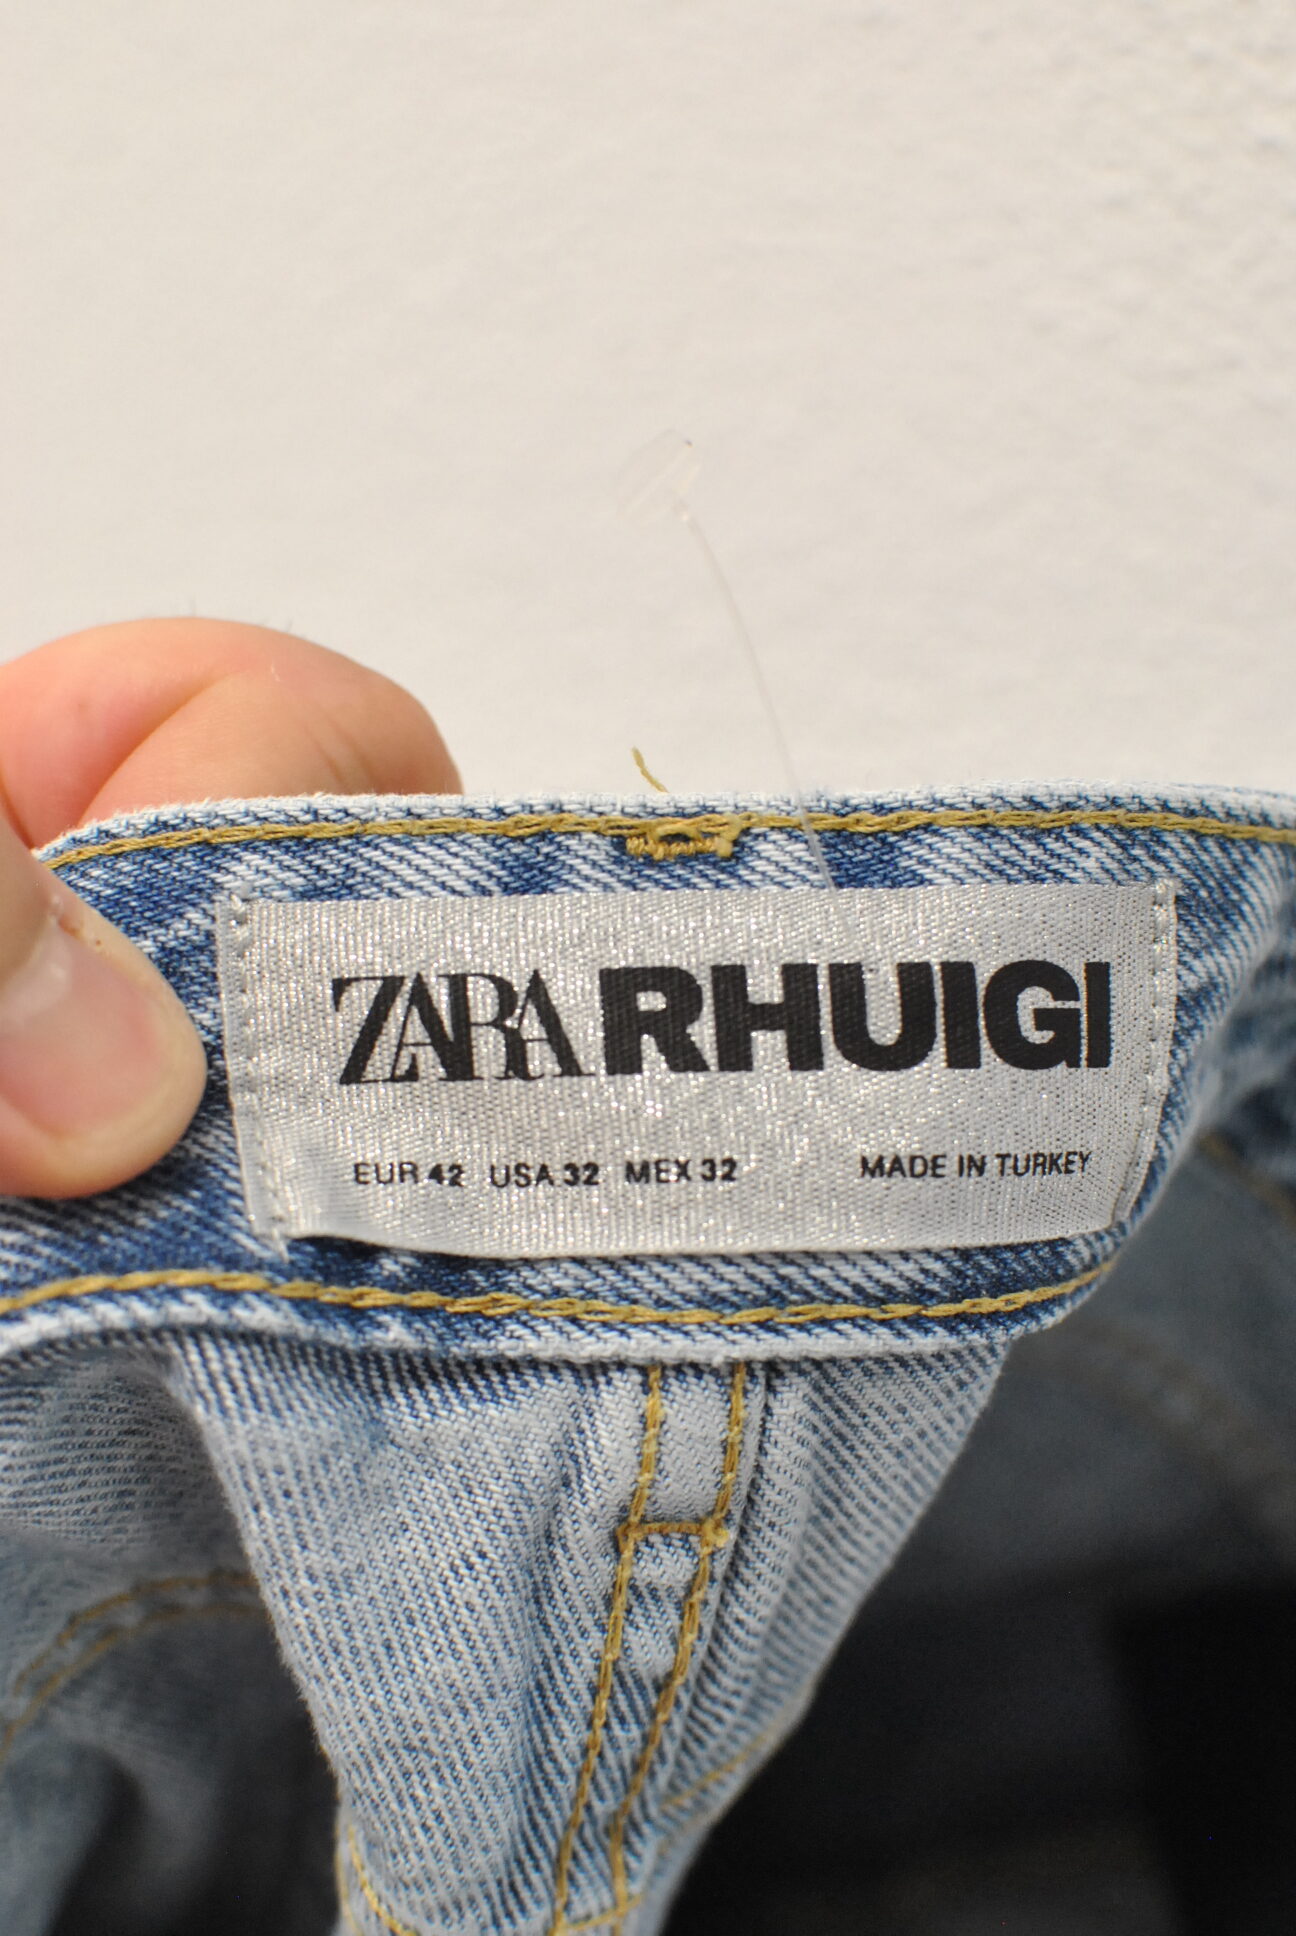 ZARA RHUIGI
EUR 42 USA 32 MEX 32 MADE IN TURKEY